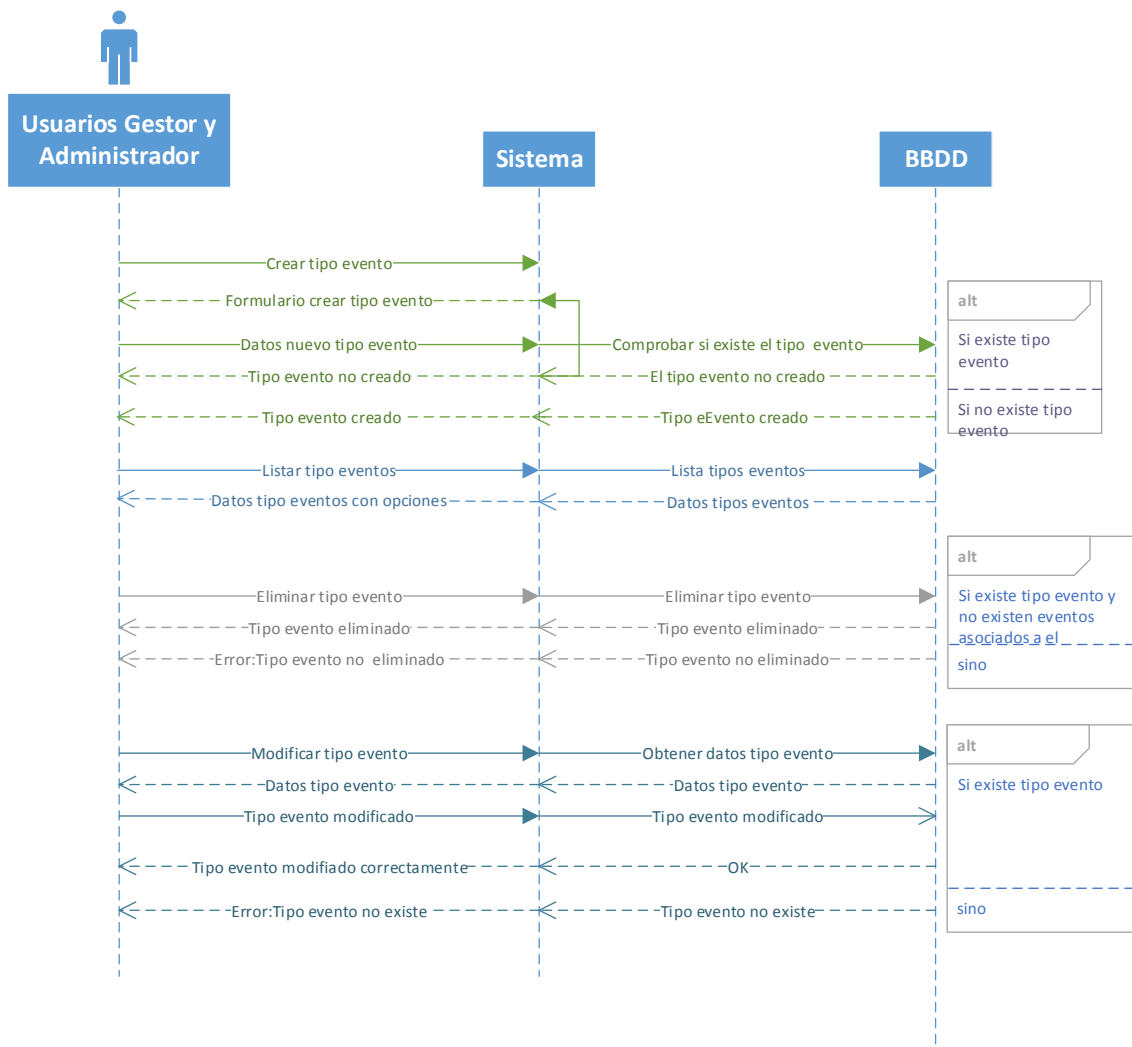 Usuarios Gestor y
Administrador
Sistema
BBDD
Crear tipo evento
Formulario crear tipo evento
alt
Datos nuevo tipo evento
Comprobar si existe el tipo evento
Si existe tipo
evento
Tipo evento no creado
El tipo evento no creado
Tipo evento creado
Tipo eEvento creado
Si no existe tipo
evento
Listar tipo eventos
Lista tipos eventos
Datos tipo eventos con opciones
Datos tipos eventos
alt
Eliminar tipo evento
Eliminar tipo evento
Si existe tipo evento y
no existen eventos
asociados a el
Tipo evento eliminado
Tipo evento eliminado
Error:Tipo evento no eliminado
Tipo evento no eliminado
sino
Modificar tipo evento
Obtener datos tipo evento
alt
Datos tipo evento
Datos tipo evento
Si existe tipo evento
Tipo evento modificado
Tipo evento modificado
Tipo evento modifiado correctamente
OK
Error:Tipo evento no existe
Tipo evento no existe
sino